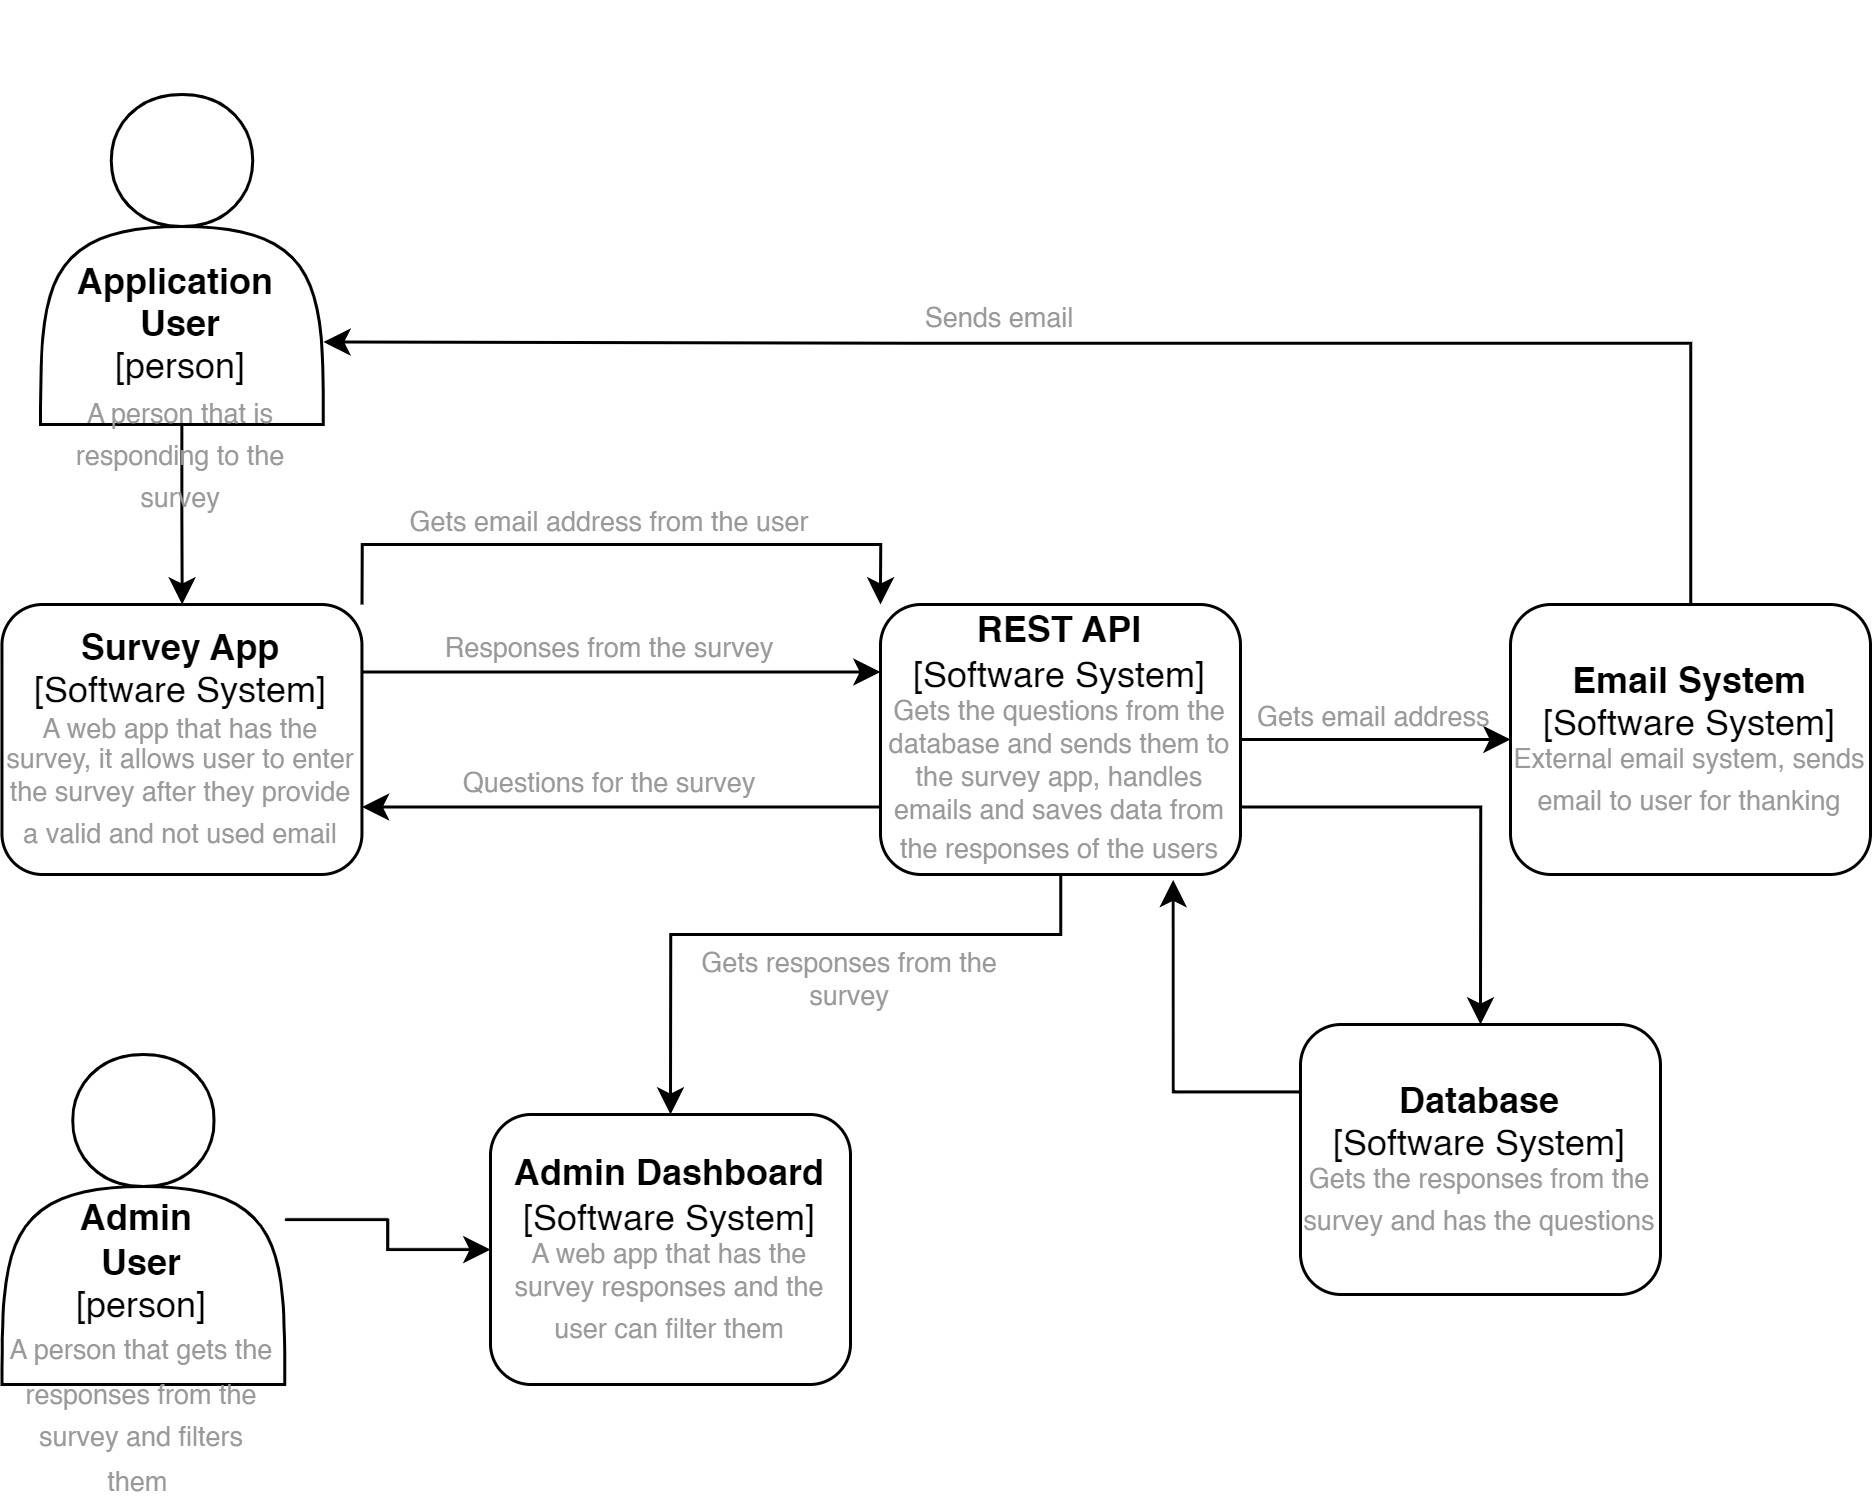 Application
User
[person]
A person that is
responding to the
survey
Sends email
Gets email address from the user
Survey App
[Software System]
A web app that has the
survey, it allows user to enter
the survey after they provide
a valid and not used email
Responses from the survey
Questions for the survey
REST API
[Software System]
Gets the questions from the
database and sends them to
the survey app, handles
emails and saves data from
the responses of the users
Gets email address
Email System
[Software System]
External email system, sends
email to user for thanking
Gets responses from the
survey
Database
[Software System]
Gets the responses from the
survey and has the questions
Admin
User
[person]
A person that gets the
responses from the
survey and filters
them
Admin Dashboard
[Software System]
A web app that has the
survey responses and the
user can filter them